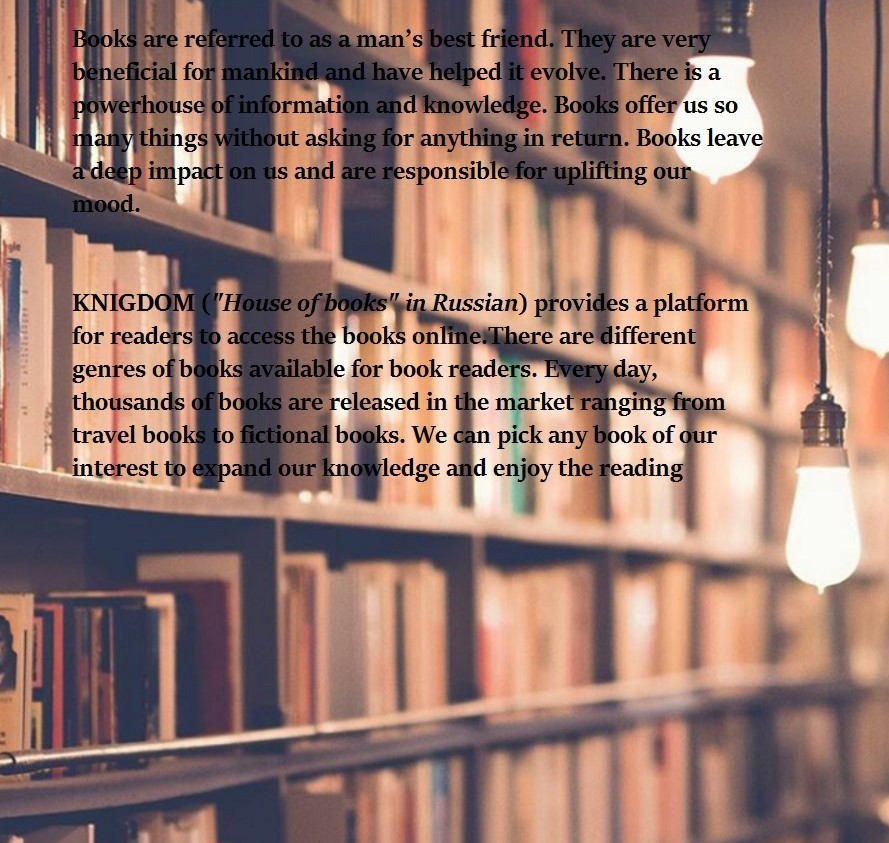 Books are referred to as a man’s best friend. They are very
beneficial for mankind and have helped it evolve. There is a
powerhouse of information and knowledge. Books offer us so
many things without asking for anything in return. Books leave
a deep impact on us and are responsible for uplifting our
mood.
KNIGDOM ("House of books" in Russian) provides a platform
for readers to access the books online.There are different
genres of books available for book readers. Every day,
thousands of books are released in the market ranging from
travel books to fictional books. We can pick any book of our
interest to expand our knowledge and enjoy the reading